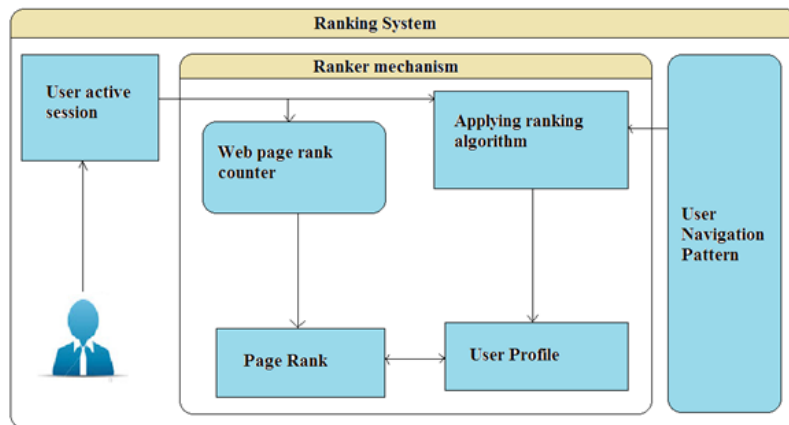 Ranking System
User active
session
Ranker mechanism
Web page rank
counter
Applying ranking
algorithm
User
Navigation
Pattern
Page Rank
User Profile